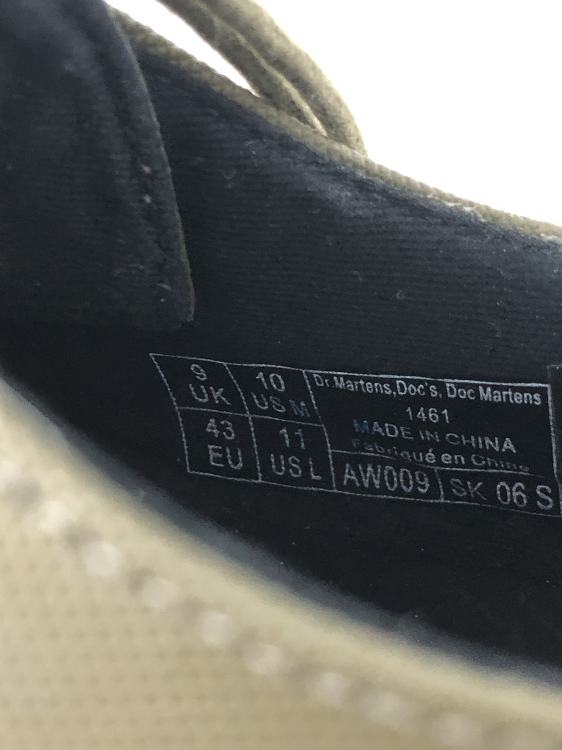 9
UK
10
US M
43
EU
11
US L
Dr.Martens,Doc's, Doc Martens
1461
MADE IN CHINA
Fabriqué en Chine
AW009
SK 06 S